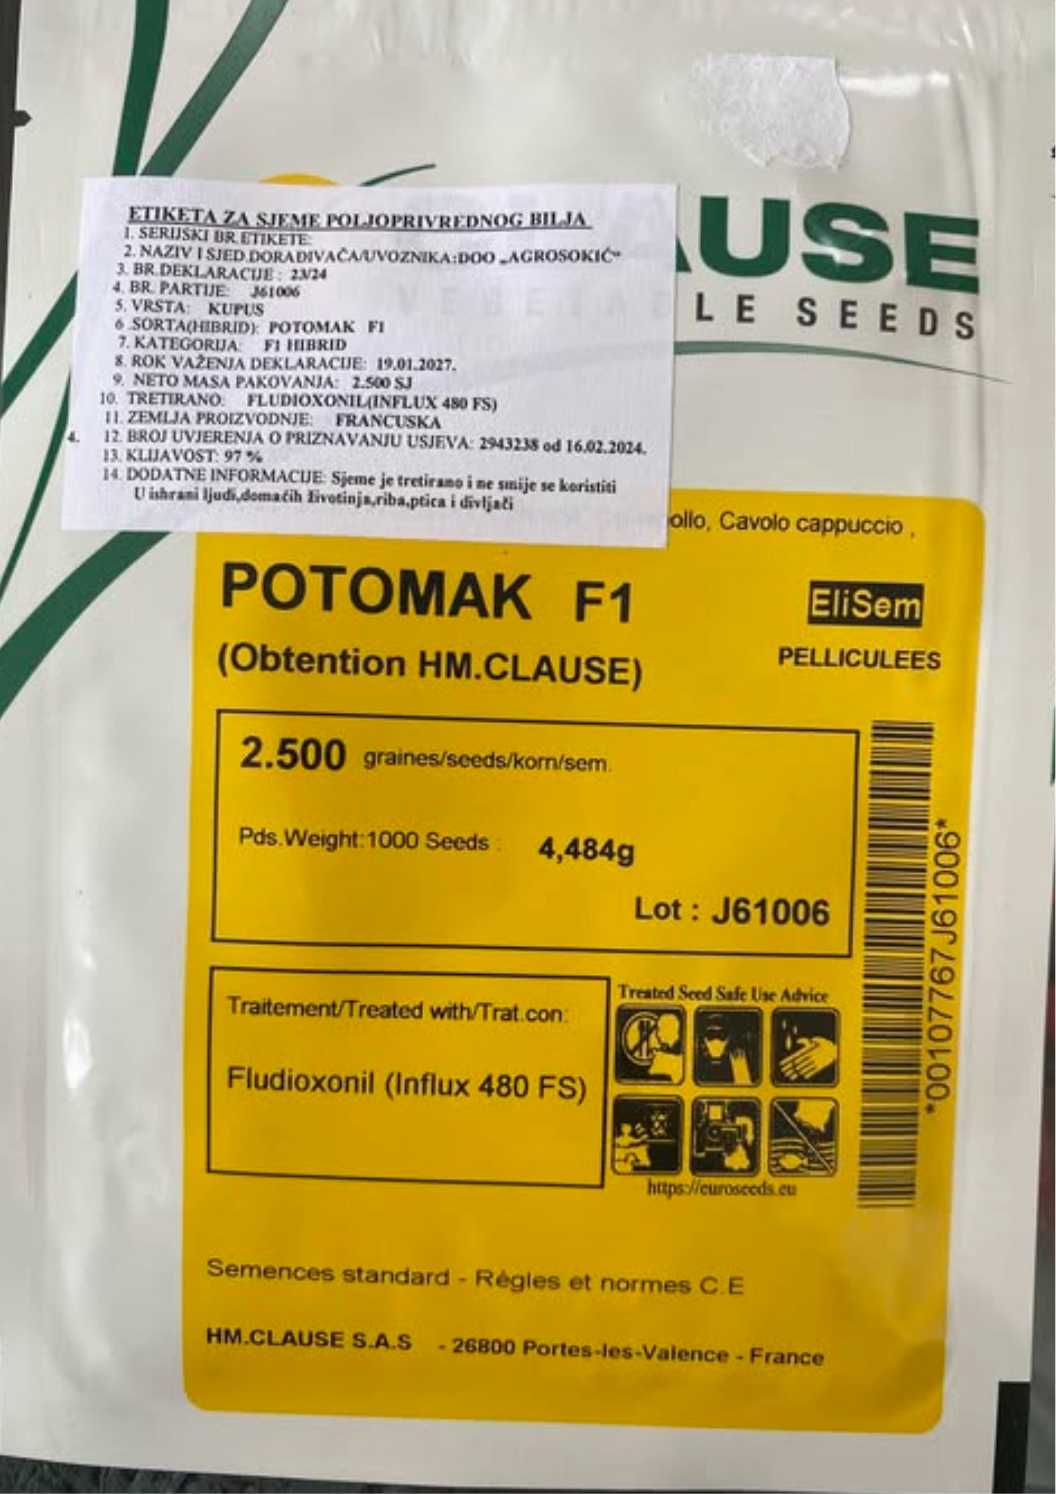 AUSE
LE SEEDS
ETIKETA ZA SJEME POLJOPRIVREDNOG BILJA
1. SERIJSKI BR.ETIKETE:
2. NAZIV I SJED.DORAĐIVAČA/UVOZNIKA:DOO „AGROSOKIĆ“
3. BR.DEKLARACIJE : 23/24
4. BR. PARTIJE: J61006
5. VRSTA: KUPUS
6 .SORTA(HIBRID): POTOMAK F1
7. KATEGORIJA: F1 HIBRID
8. ROK VAŽENJA DEKLARACIJE: 19.01.2027.
9. NETO MASA PAKOVANJA: 2.500 SJ
10. TRETIRANO: FLUDIOXONIL(INFLUX 480 FS)
11. ZEMLJA PROIZVODNJE: FRANCUSKA
4. 12. BROJ UVJERENJA O PRIZNAVANJU USJEVA: 2943238 od 16.02.2024.
13. KLIJAVOST: 97 %
14. DODATNE INFORMACIJE: Sjeme je tretirano i ne smije se koristiti
U ishrani ljudi,domaćih životinja,riba,ptica i divljači
ollo, Cavolo cappuccio ,
POTOMAK F1
EliSem
(Obtention HM.CLAUSE)
PELLICULEES
2.500 graines/seeds/korn/sem.
Pds.Weight:1000 Seeds : 4,484g
Lot : J61006
*00107767J61006*
Traitement/Treated with/Trat.con:
Fludioxonil (Influx 480 FS)
Treated Seed Safe Use Advice
https://euroseeds.eu
Semences standard - Règles et normes C.E
HM.CLAUSE S.A.S - 26800 Portes-les-Valence - France